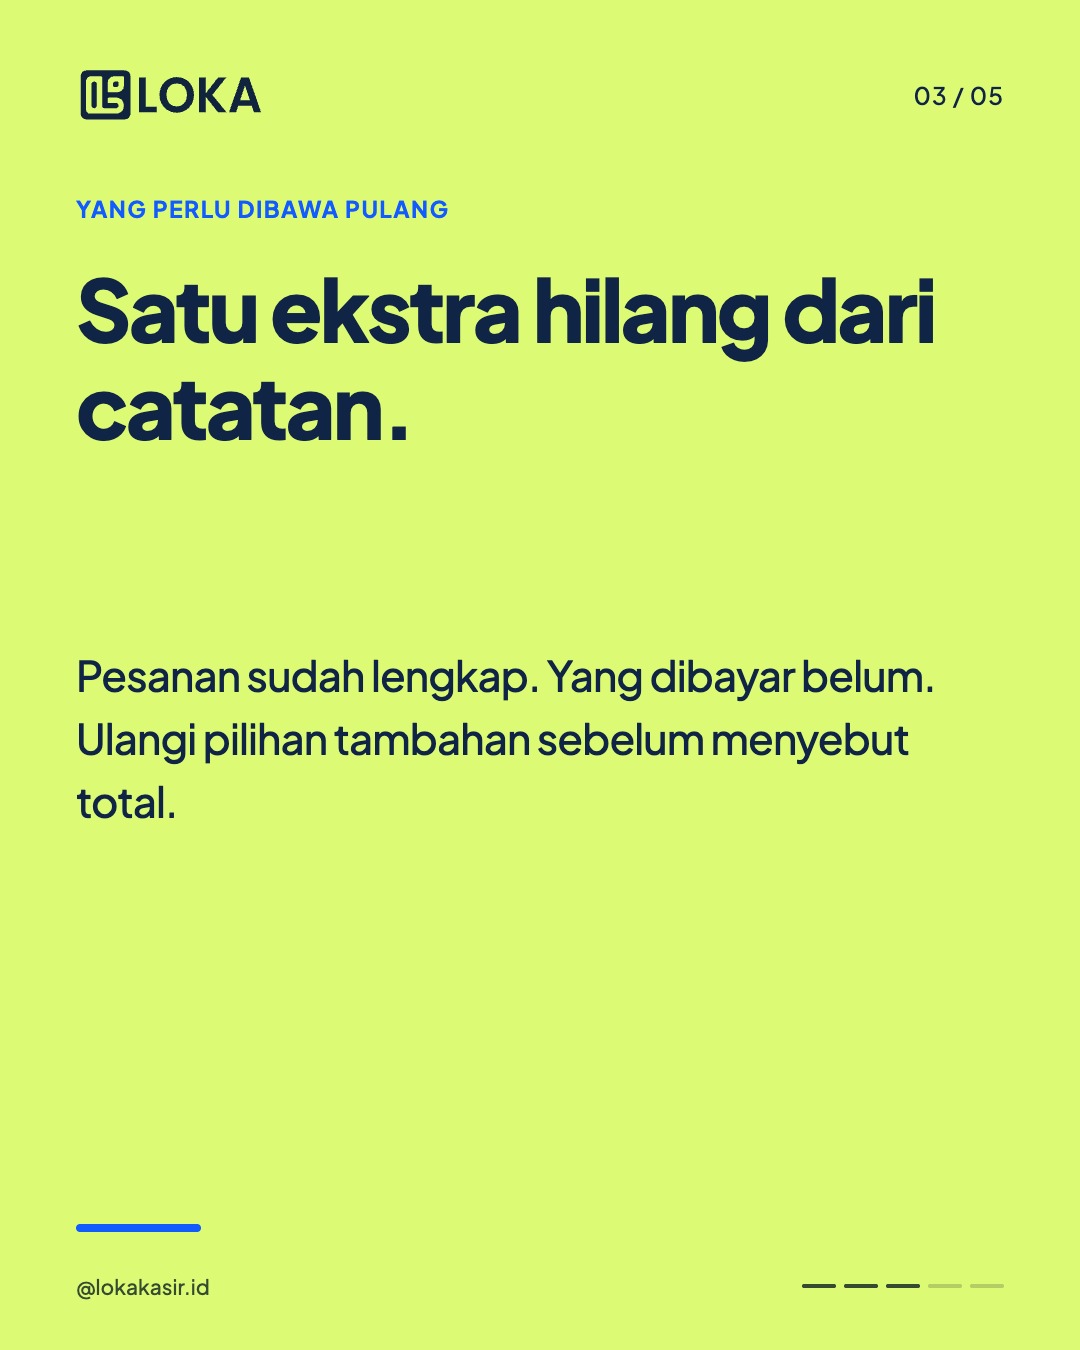 LOKA
03 / 05
YANG PERLU DIBAWA PULANG
Satu ekstra hilang dari
catatan.
Pesanan sudah lengkap. Yang dibayar belum.
Ulangi pilihan tambahan sebelum menyebut
total.
@lokakasir.id